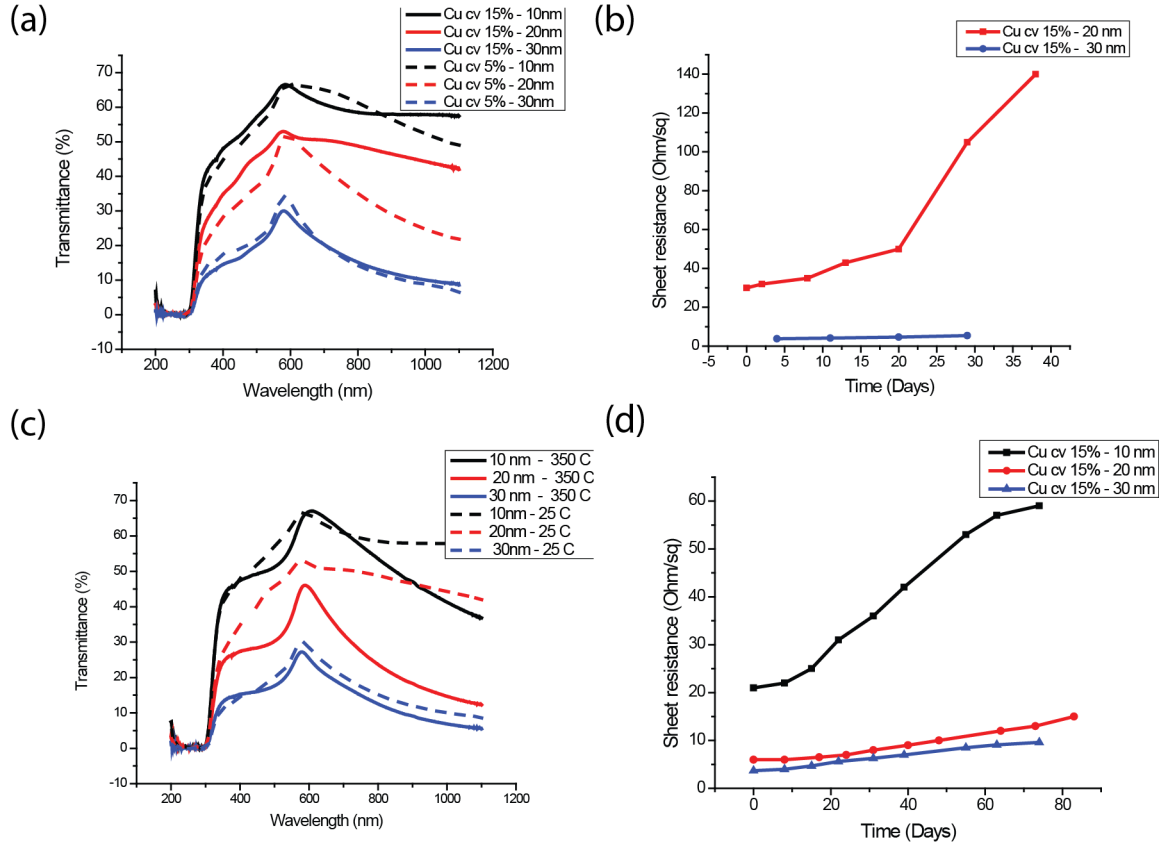 (a)
Cu cv 15% - 10nm
Cu cv 15% - 20nm
Cu cv 15% - 30nm
Cu cv 5% - 10nm
Cu cv 5% - 20nm
Cu cv 5% - 30nm
70
60
50
40
30
20
10
0
-10
Transmittance (%)
200 400 600 800 1000 1200
Wavelength (nm)
(b)
Cu cv 15% - 20 nm
Cu cv 15% - 30 nm
140
120
100
80
60
40
20
0
Sheet resistance (Ohm/sq)
-5 0 5 10 15 20 25 30 35 40
Time (Days)
(c)
10 nm - 350 C
20 nm - 350 C
30 nm - 350 C
10nm - 25 C
20nm - 25 C
30nm - 25 C
70
60
50
40
30
20
10
0
-10
Transmittance (%)
200 400 600 800 1000 1200
Wavelength (nm)
(d)
Cu cv 15% - 10 nm
Cu cv 15% - 20 nm
Cu cv 15% - 30 nm
60
50
40
30
20
10
0
Sheet resistance (Ohm/sq)
0 20 40 60 80
Time (Days)